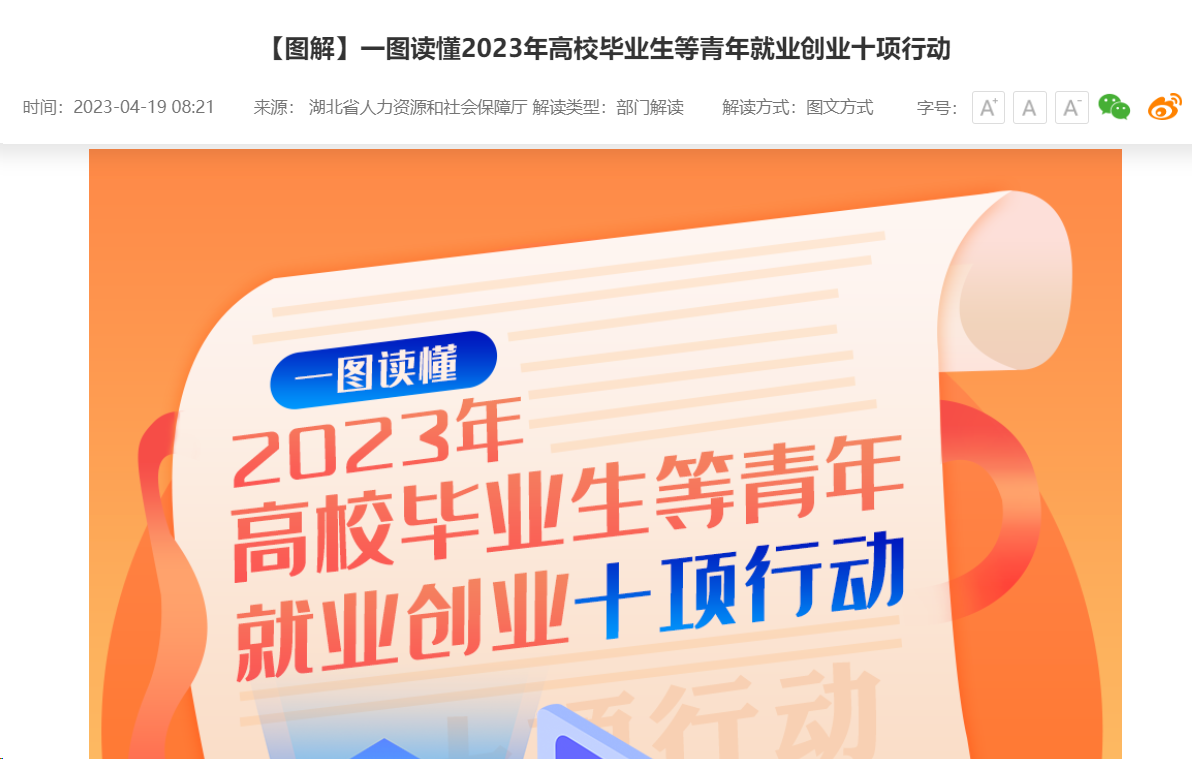 【图解】一图读懂2023年高校毕业生等青年就业创业十项行动
时间：2023-04-19 08:21 来源： 湖北省人力资源和社会保障厅 解读类型：部门解读 解读方式：图文方式 字号： A+ A A-
一图读懂
2023年
高校毕业生等青年
就业创业十项行动
十项行动